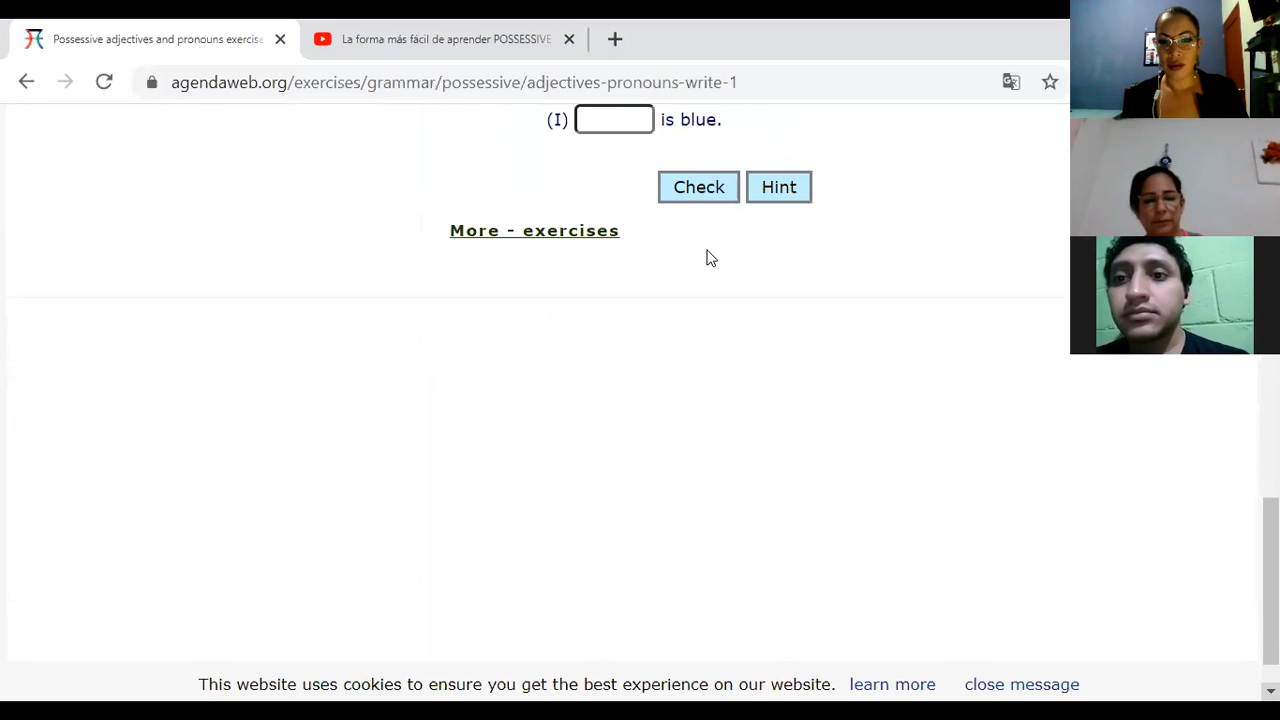 Possessive adjectives and pronouns exercise
La forma más fácil de aprender POSSESSIVE
agendaweb.org/exercises/grammar/possessive/adjectives-pronouns-write-1
(I) is blue.
Check Hint
More - exercises
This website uses cookies to ensure you get the best experience on our website. learn more close message